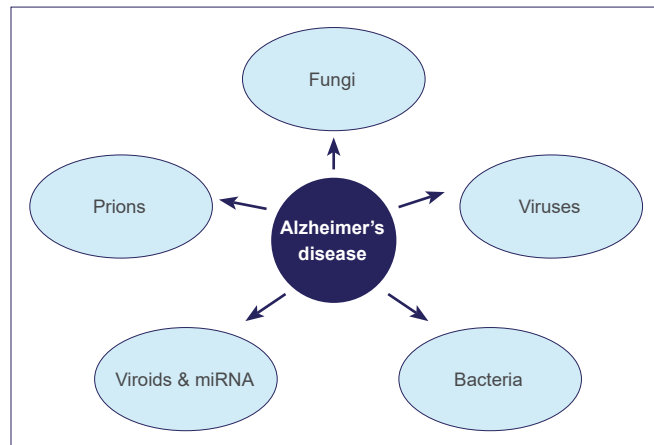 Fungi
Prions
Viruses
Alzheimer’s
disease
Viroids & miRNA
Bacteria